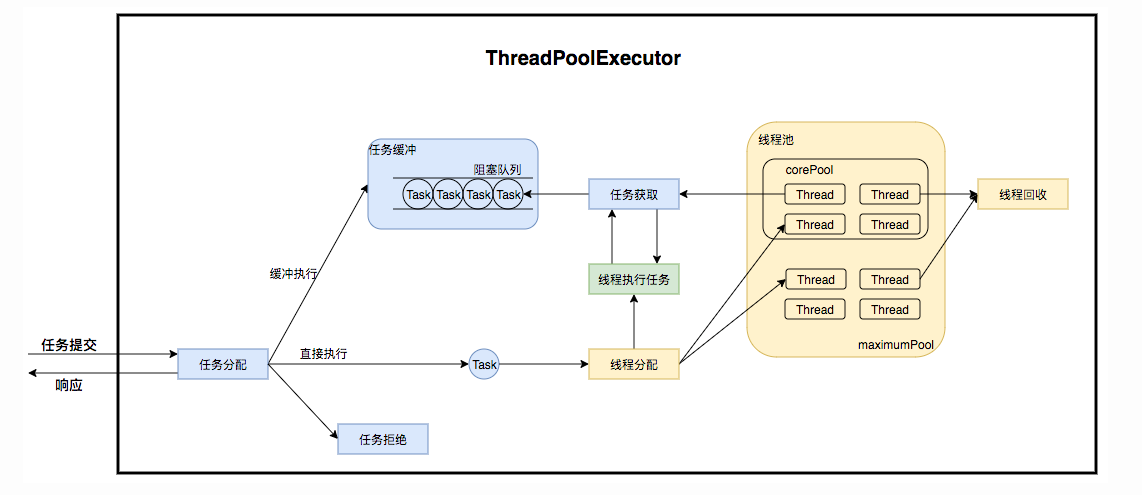 ThreadPoolExecutor
任务缓冲
阻塞队列
Task Task Task Task
任务获取
线程池
corePool
Thread Thread
Thread Thread
线程回收
缓冲执行
线程执行任务
Thread Thread
Thread Thread
maximumPool
任务提交
响应
任务分配
直接执行
Task
线程分配
任务拒绝